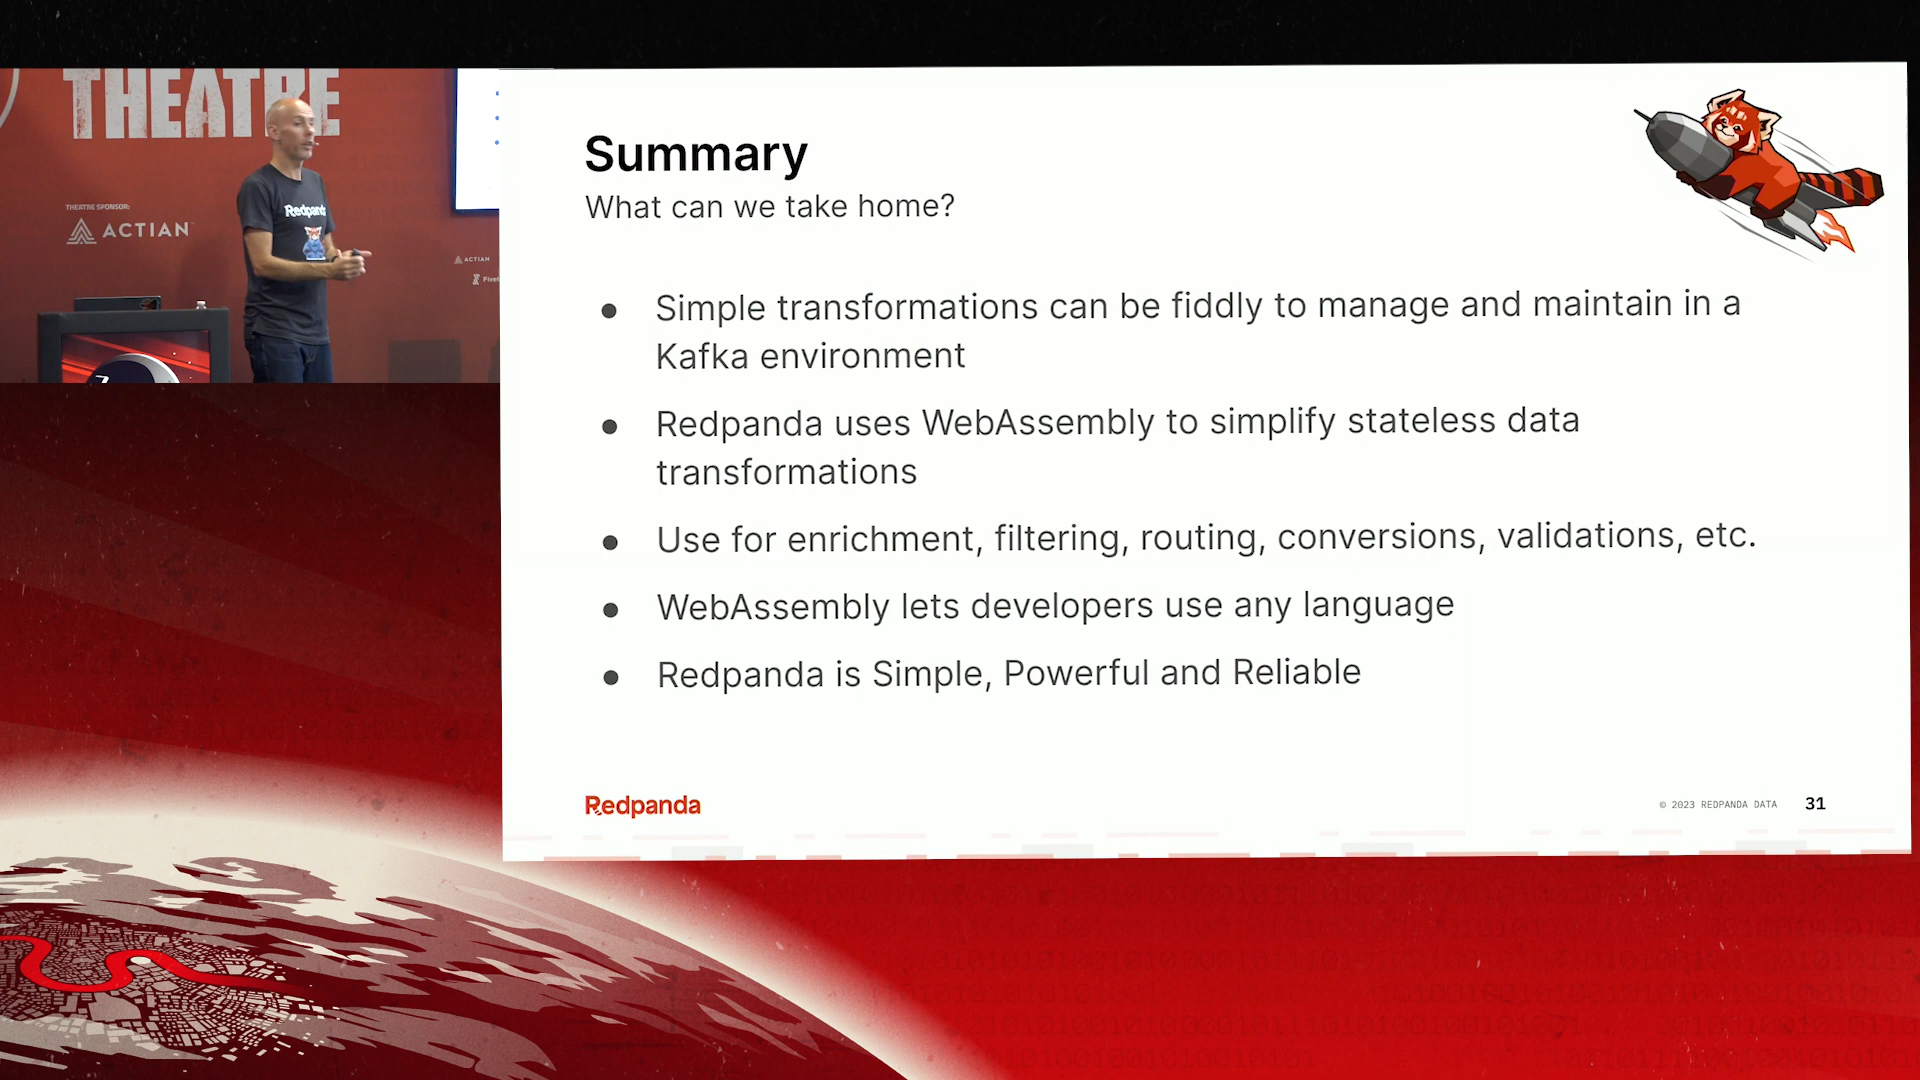 THEATRE
THEATRE SPONSOR:
ACTIAN
Redpanda
ACTIAN
Summary
What can we take home?
● Simple transformations can be fiddly to manage and maintain in a
Kafka environment
● Redpanda uses WebAssembly to simplify stateless data
transformations
● Use for enrichment, filtering, routing, conversions, validations, etc.
● WebAssembly lets developers use any language
● Redpanda is Simple, Powerful and Reliable
Redpanda
© 2023 REDPANDA DATA
31